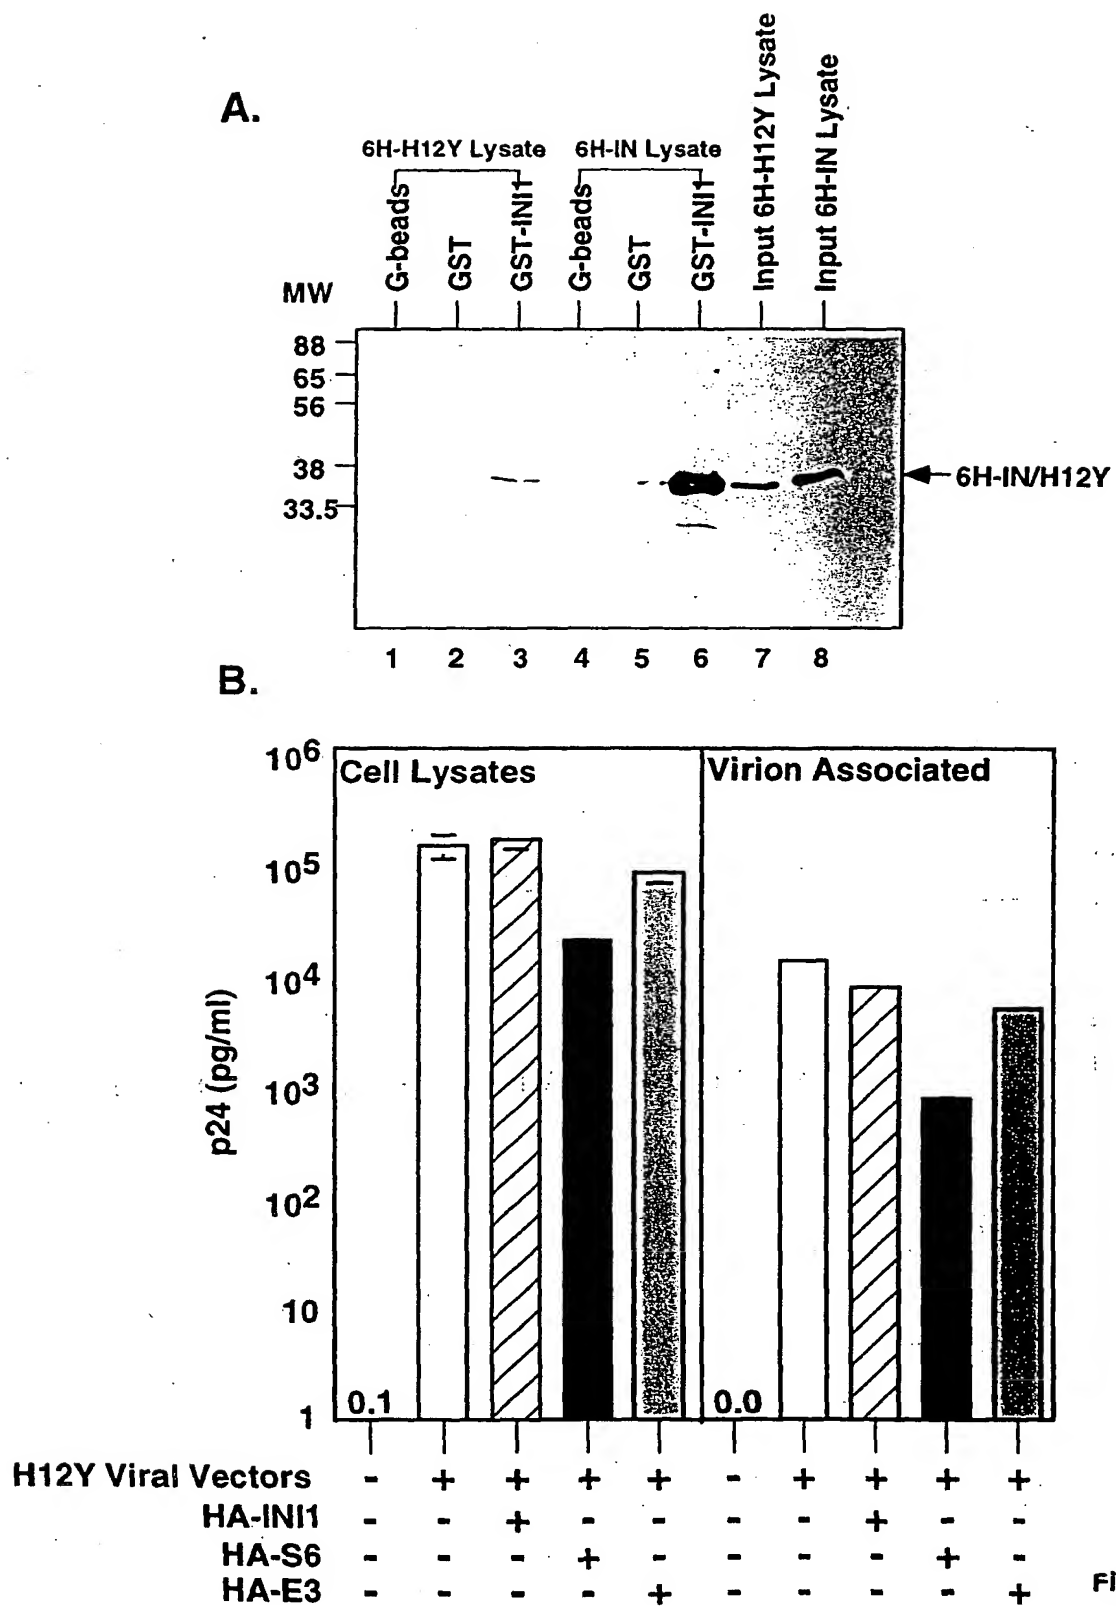 A.
6H-H12Y Lysate
6H-IN Lysate
G-beads
GST
GST-INI1
G-beads
GST
GST-INI1
Input 6H-H12Y Lysate
Input 6H-IN Lysate
MW
88
65
56
38
33.5
6H-IN/H12Y
1 2 3 4 5 6 7 8
B.
Cell Lysates
Virion Associated
p24 (pg/ml)
10^6
10^5
10^4
10^3
10^2
10
1
0.1
0.0
H12Y Viral Vectors - + + + + - + + + +
HA-INI1 - - + - - - - + - -
HA-S6 - - - + - - - - + -
HA-E3 - - - - + - - - - +
FI